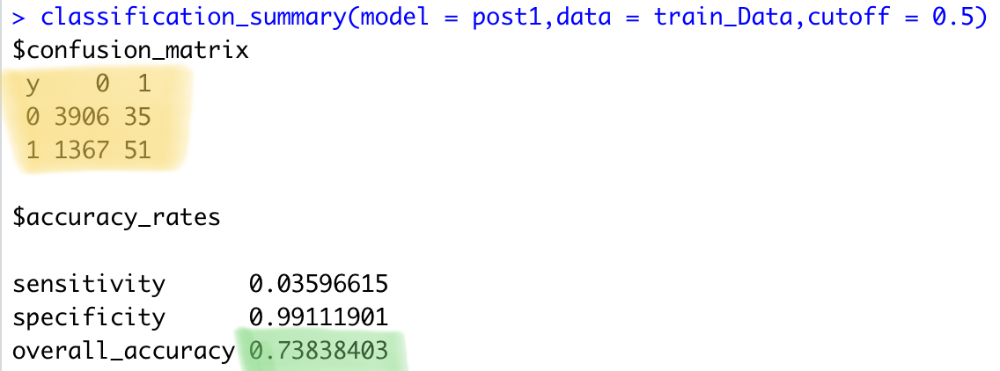 > classification_summary(model = post1,data = train_Data,cutoff = 0.5)
$confusion_matrix
y    0  1
0 3906 35
1 1367 51
$accuracy_rates
sensitivity      0.03596615
specificity      0.99111901
overall_accuracy 0.73838403